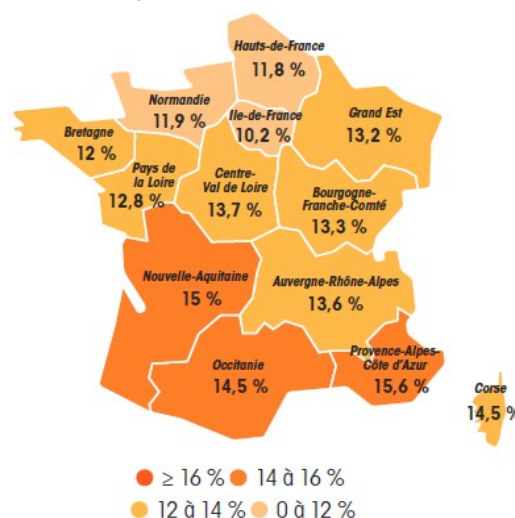 Hauts-de-France
11,8 %
Normandie
11,9 %
Ile-de-France
10,2 %
Grand Est
13,2 %
Bretagne
12 %
Pays de
la Loire
12,8 %
Centre-
Val de Loire
13,7 %
Bourgogne-
Franche-Comté
13,3 %
Nouvelle-Aquitaine
15 %
Auvergne-Rhône-Alpes
13,6 %
Occitanie
14,5 %
Provence-Alpes-
Côte d'Azur
15,6 %
Corse
14,5 %
≥ 16 % 14 à 16 %
12 à 14 % 0 à 12 %